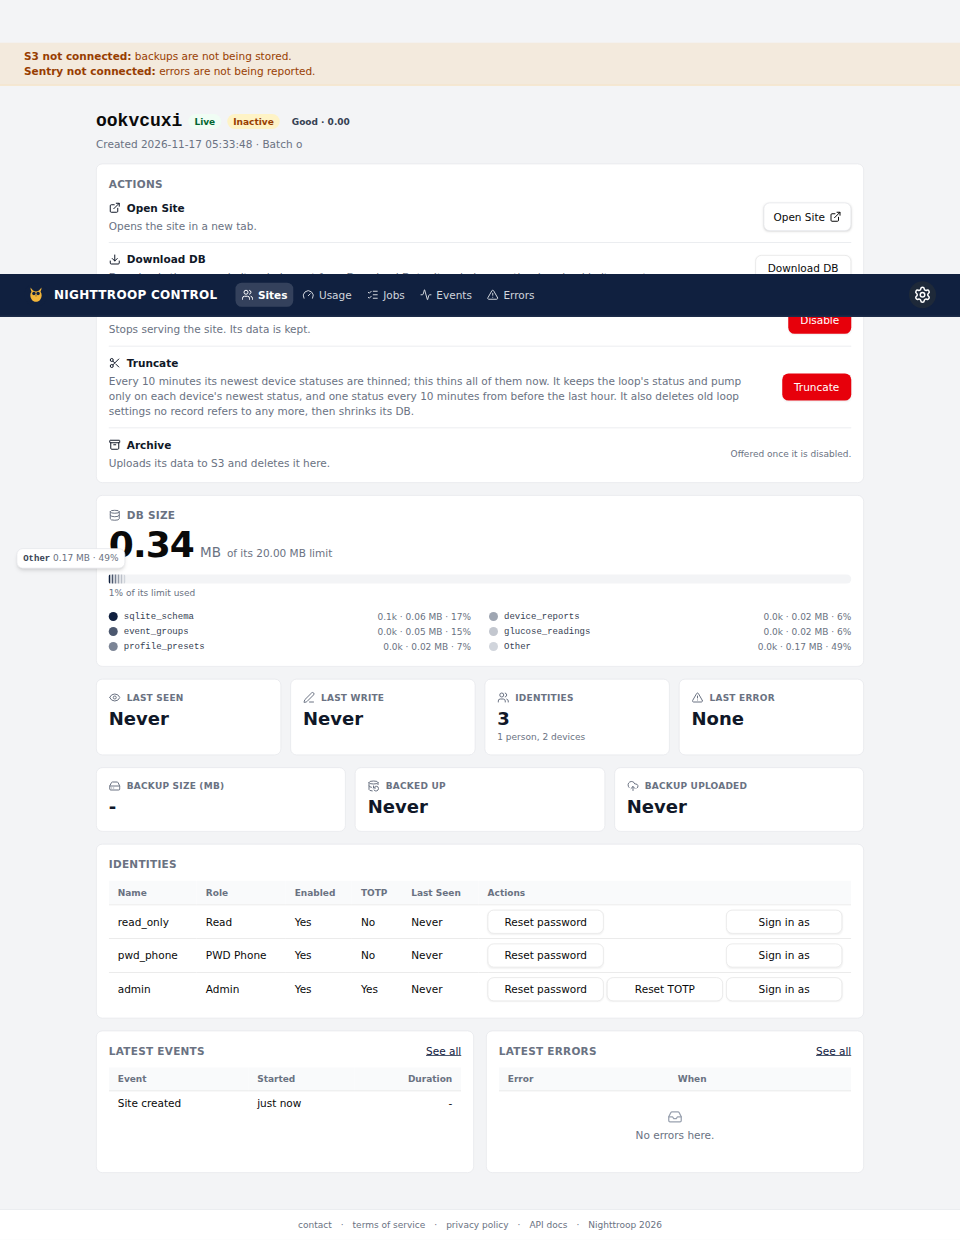 S3 not connected: backups are not being stored.
Sentry not connected: errors are not being reported.
ookvcuxi Live Inactive Good · 0.00
Created 2026-11-17 05:33:48 · Batch o
ACTIONS
Open Site
Opens the site in a new tab.
Open Site
Download DB
Download DB
NIGHTTROOP CONTROL Sites Usage Jobs Events Errors
Stops serving the site. Its data is kept.
Disable
Truncate
Every 10 minutes its newest device statuses are thinned; this thins all of them now. It keeps the loop's status and pump
only on each device's newest status, and one status every 10 minutes from before the last hour. It also deletes old loop
settings no record refers to any more, then shrinks its DB.
Truncate
Archive
Uploads its data to S3 and deletes it here.
Offered once it is disabled.
DB SIZE
0.34 MB of its 20.00 MB limit
Other 0.17 MB · 49%
1% of its limit used
sqlite_schema 0.1k · 0.06 MB · 17%
event_groups 0.0k · 0.05 MB · 15%
profile_presets 0.0k · 0.02 MB · 7%
device_reports 0.0k · 0.02 MB · 6%
glucose_readings 0.0k · 0.02 MB · 6%
Other 0.0k · 0.17 MB · 49%
LAST SEEN
Never
LAST WRITE
Never
IDENTITIES
3
1 person, 2 devices
LAST ERROR
None
BACKUP SIZE (MB)
-
BACKED UP
Never
BACKUP UPLOADED
Never
IDENTITIES
Name Role Enabled TOTP Last Seen Actions
read_only Read Yes No Never Reset password Sign in as
pwd_phone PWD Phone Yes No Never Reset password Sign in as
admin Admin Yes Yes Never Reset password Reset TOTP Sign in as
LATEST EVENTS See all
Event Started Duration
Site created just now -
LATEST ERRORS See all
Error When
No errors here.
contact · terms of service · privacy policy · API docs · Nighttroop 2026